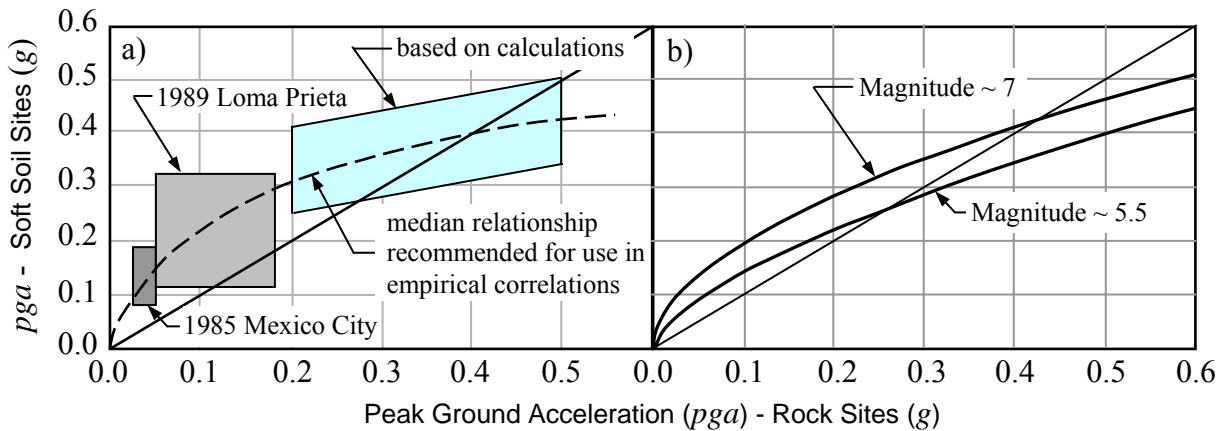 pga - Soft Soil Sites (g)
0.6
0.5
0.4
0.3
0.2
0.1
0.0
a)
based on calculations
1989 Loma Prieta
median relationship
recommended for use in
empirical correlations
1985 Mexico City
0.0 0.1 0.2 0.3 0.4 0.5 0.0 0.1 0.2 0.3 0.4 0.5 0.6
b)
Magnitude ~ 7
Magnitude ~ 5.5
Peak Ground Acceleration (pga) - Rock Sites (g)